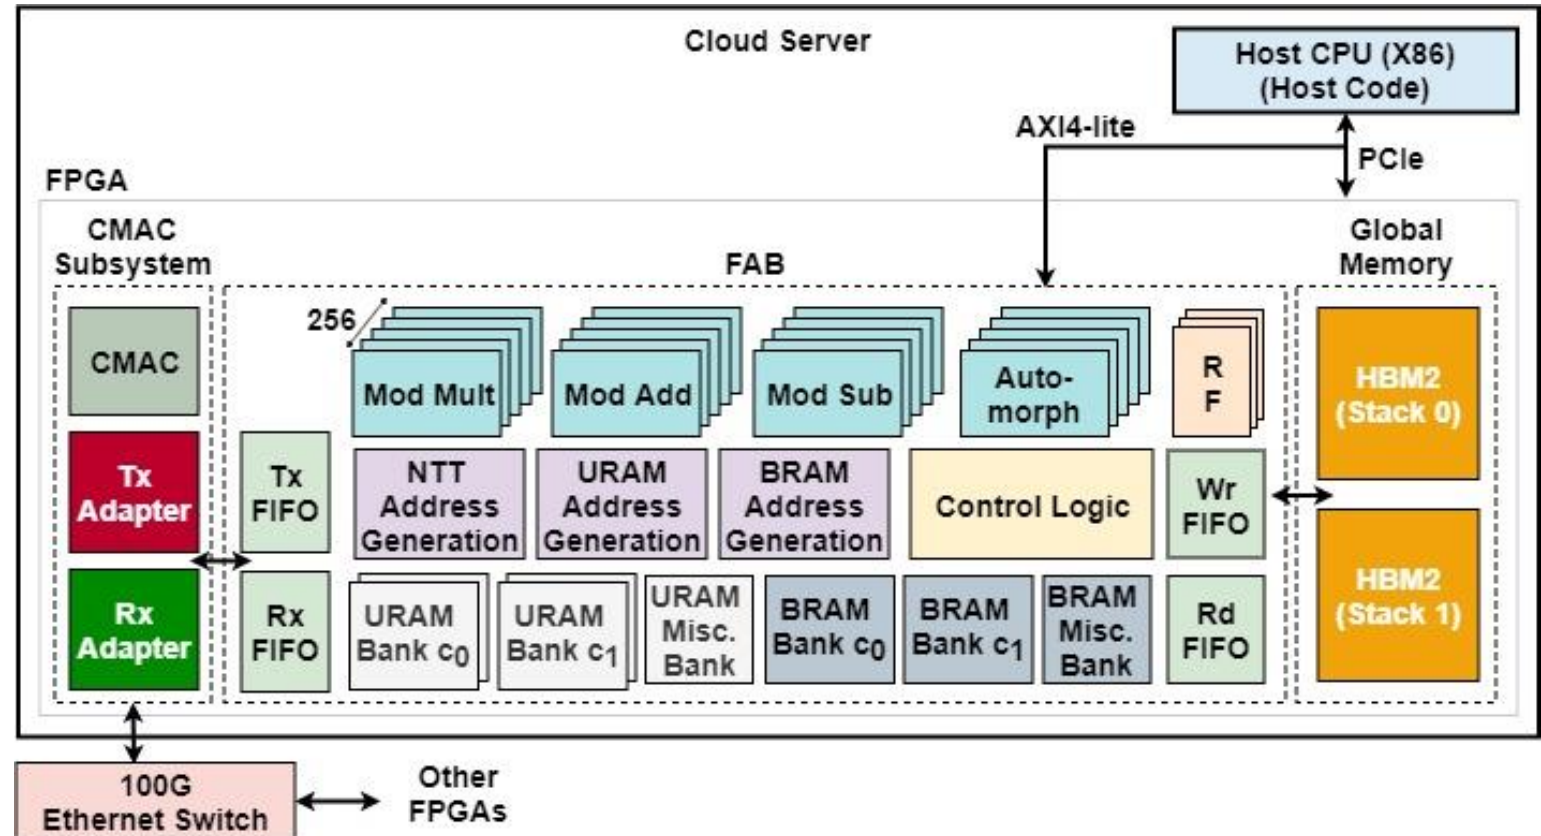 Cloud Server
Host CPU (X86)
(Host Code)
AXI4-lite
PCIe
FPGA
CMAC
Subsystem
FAB
Global
Memory
CMAC
256
Mod Mult
Mod Add
Mod Sub
Auto-
morph
R
F
HBM2
(Stack 0)
Tx
Adapter
Tx
FIFO
NTT
Address
Generation
URAM
Address
Generation
BRAM
Address
Generation
Control Logic
Wr
FIFO
HBM2
(Stack 1)
Rx
Adapter
Rx
FIFO
URAM
Bank c0
URAM
Bank c1
URAM
Misc.
Bank
BRAM
Bank c0
BRAM
Bank c1
BRAM
Misc.
Bank
Rd
FIFO
100G
Ethernet Switch
Other
FPGAs